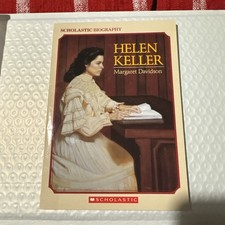 SCHOLASTIC BIOGRAPHY
HELEN
KELLER
Margaret Davidson
SCHOLASTIC